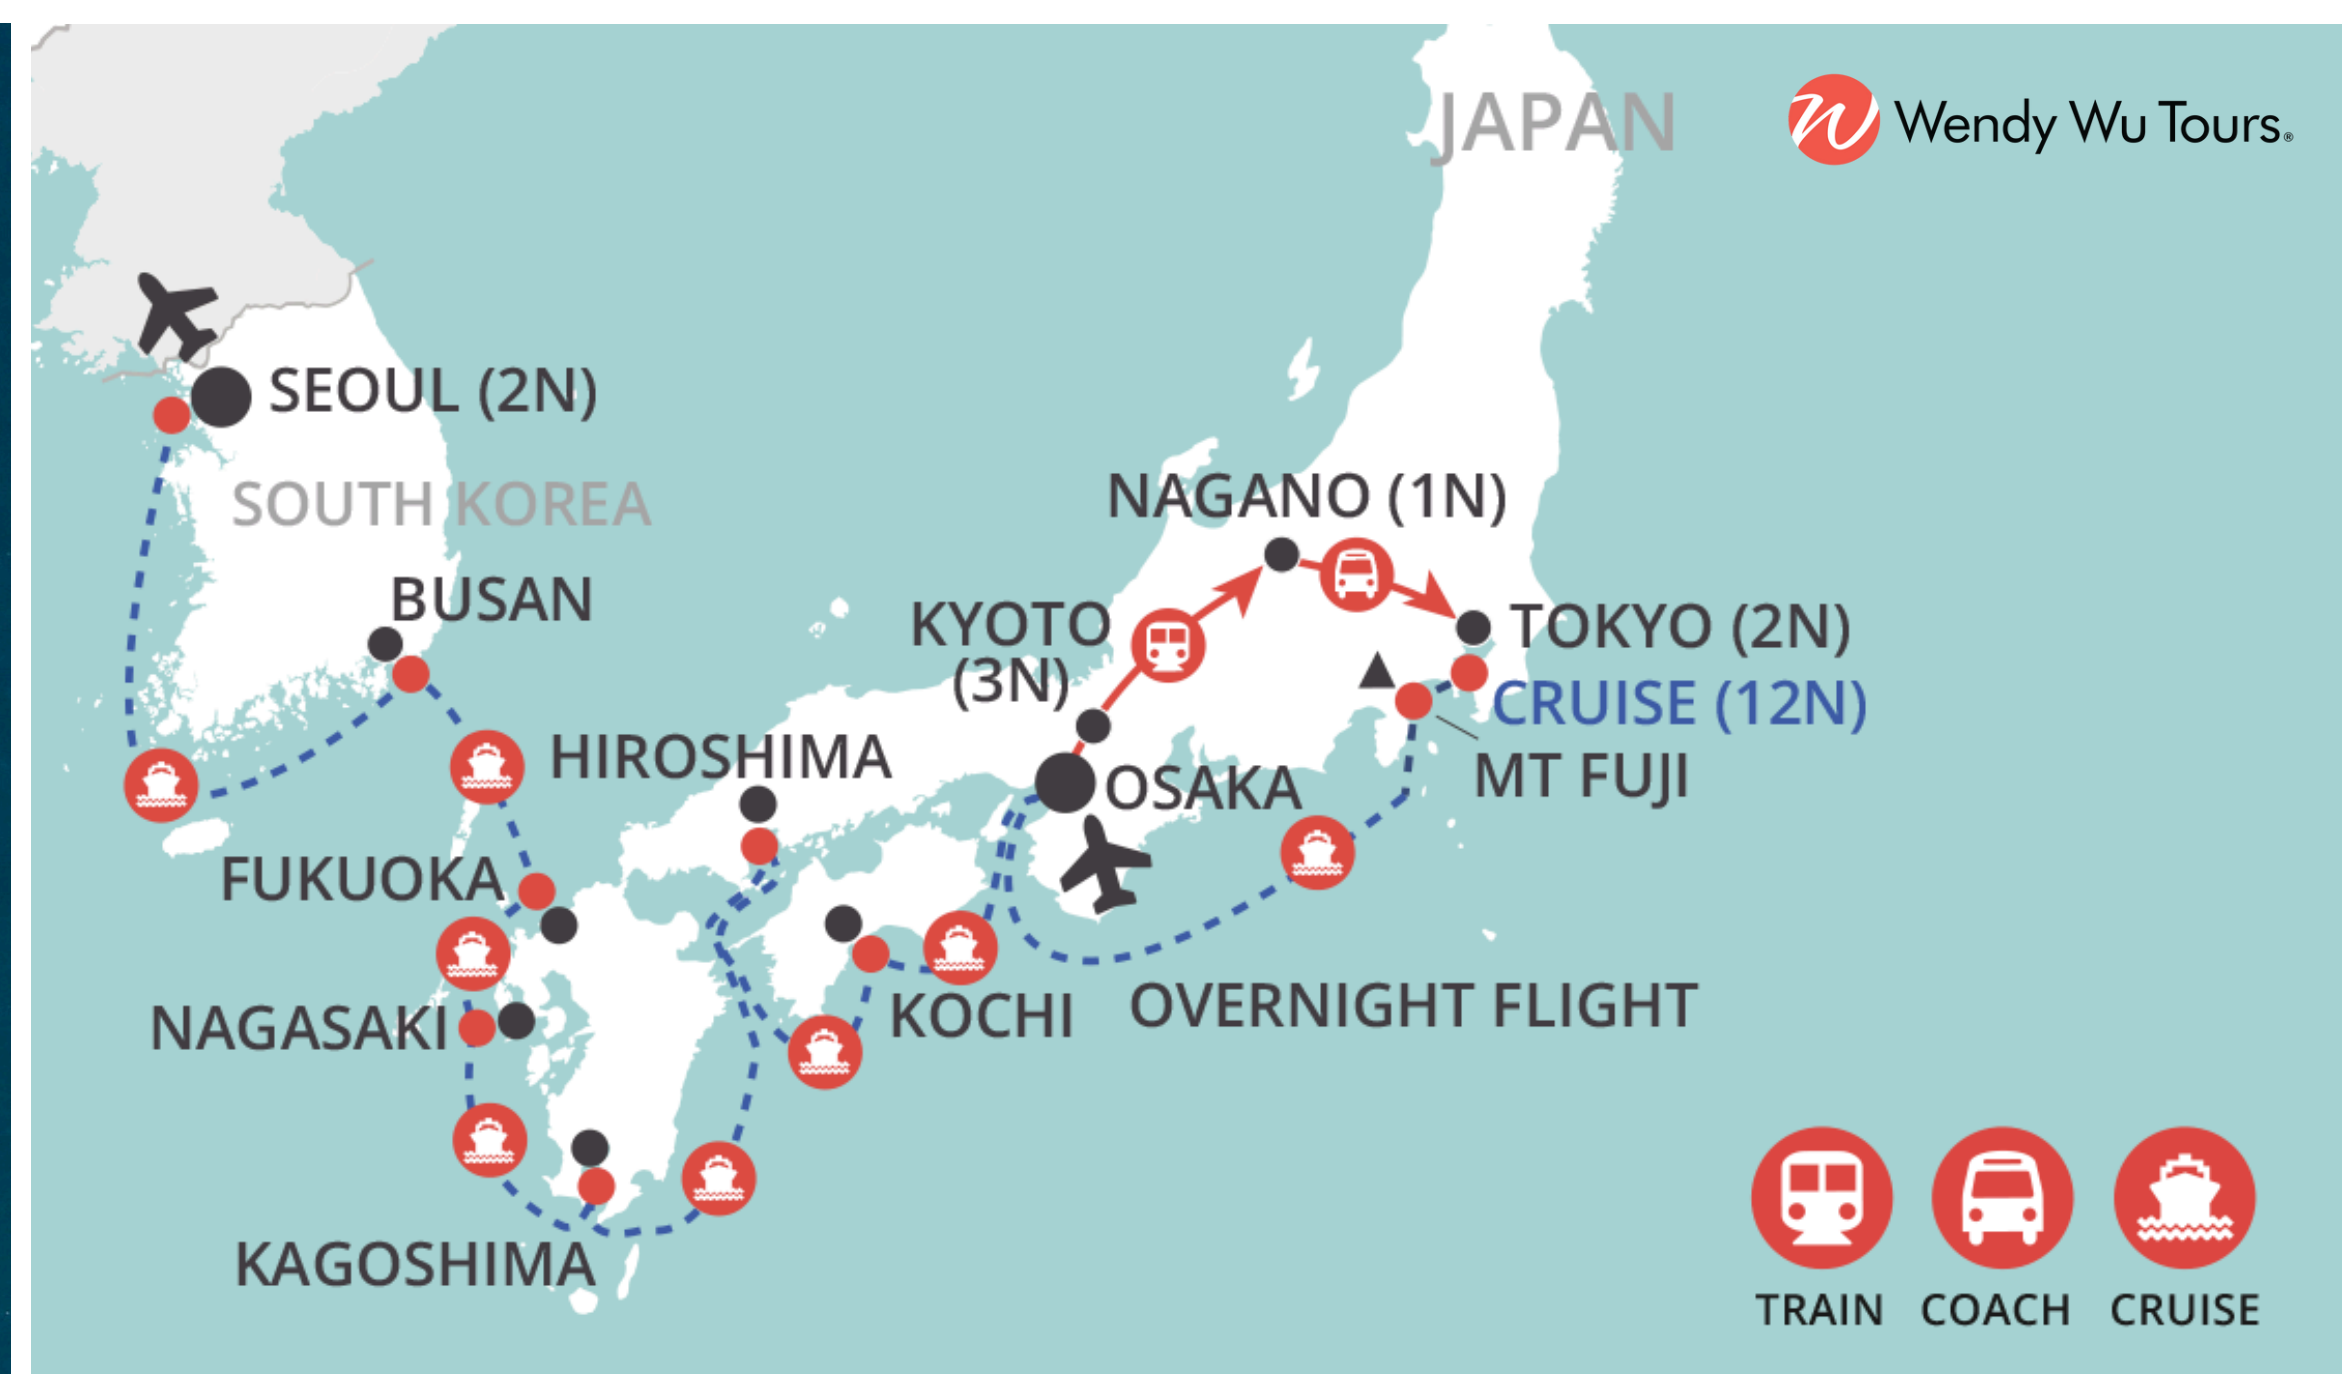 JAPAN
Wendy Wu Tours®
SEOUL (2N)
SOUTH KOREA
NAGANO (1N)
BUSAN
KYOTO
(3N)
TOKYO (2N)
CRUISE (12N)
HIROSHIMA
MT FUJI
OSAKA
FUKUOKA
NAGASAKI
KOCHI
OVERNIGHT FLIGHT
KAGOSHIMA
TRAIN
COACH
CRUISE